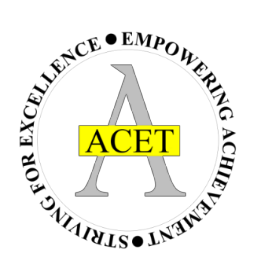 STRIVING FOR EXCELLENCE ● EMPOWERING ACHIEVEMENT ●
A
ACET